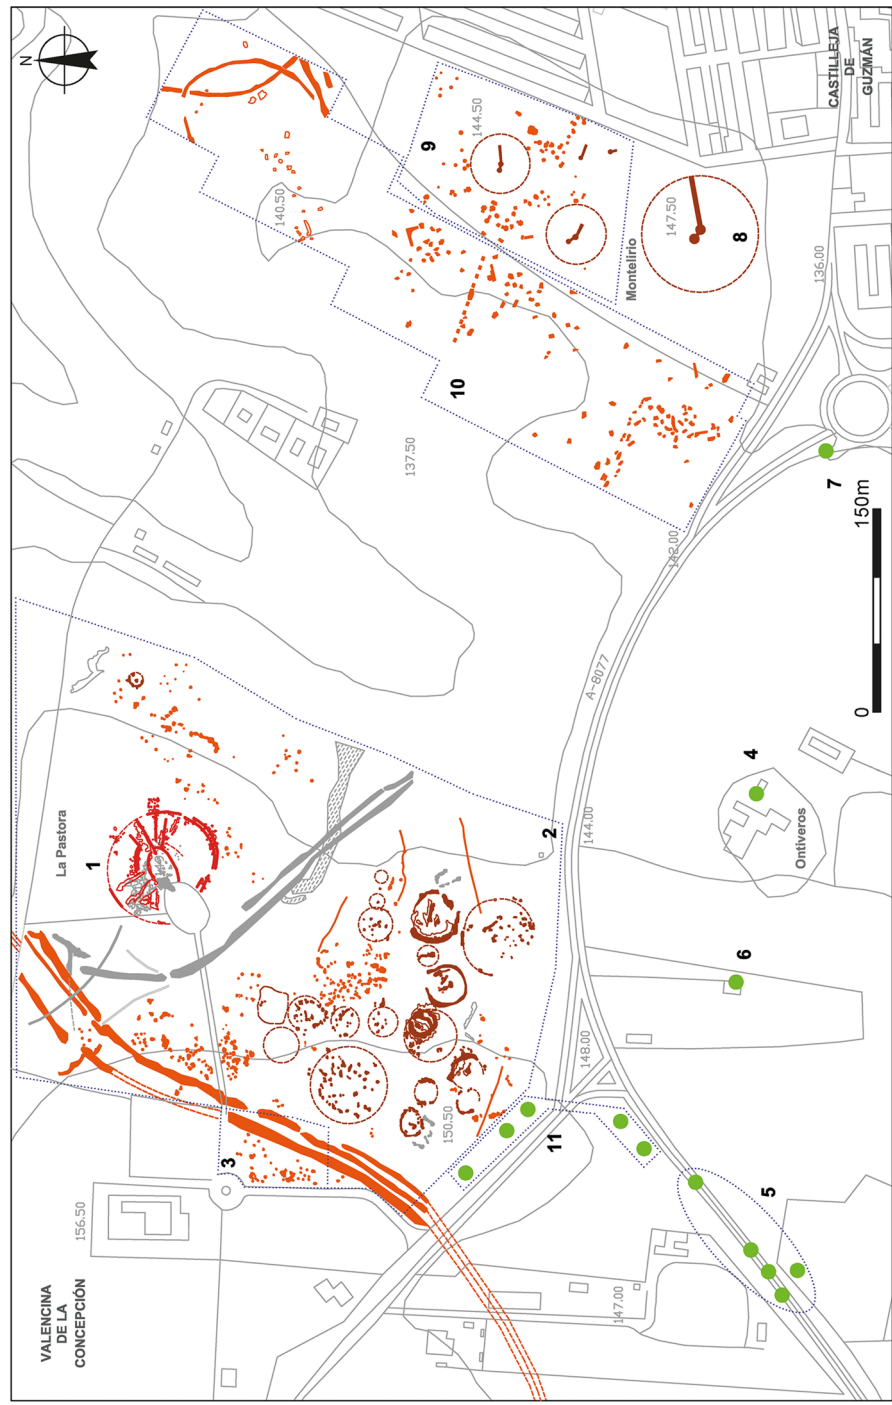 N
VALENCINA
DE LA
CONCEPCIÓN
La Pastora
156.50
1
3
140.50
137.50
9
150.50
10
144.50
2
11
148.00
144.00
A-8077
147.00
Montelirio
4
147.50
142.00
8
6
5
Ontiveros
136.00
7
CASTILLEJA
DE
GUZMÁN
0 150m